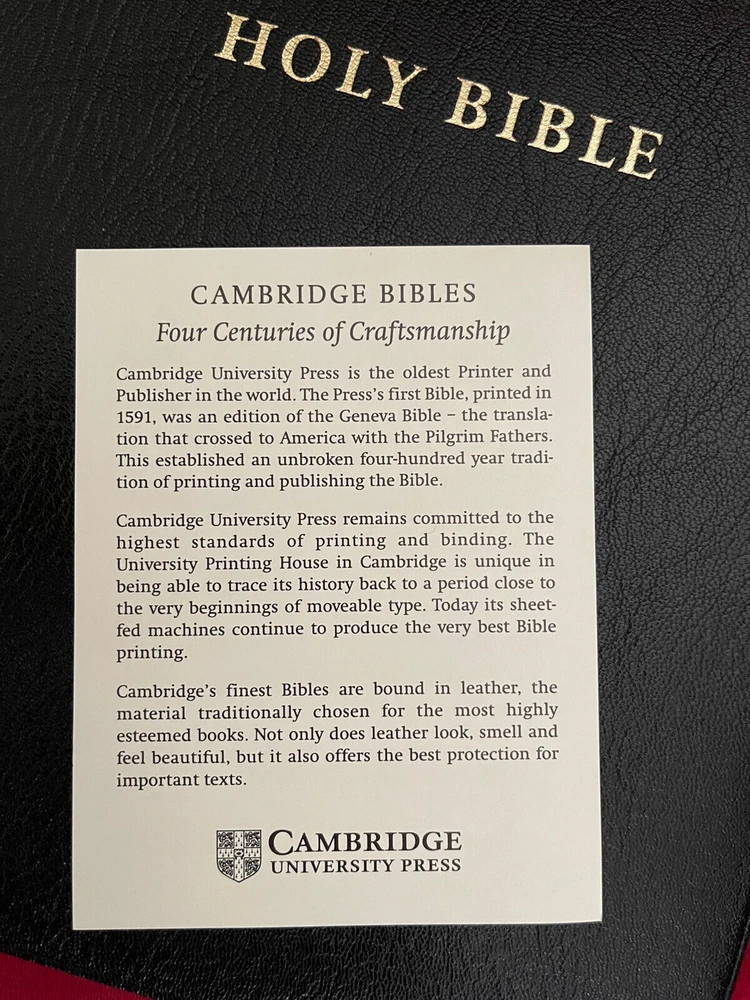 HOLY BIBLE
CAMBRIDGE BIBLES
Four Centuries of Craftsmanship
Cambridge University Press is the oldest Printer and
Publisher in the world. The Press's first Bible, printed in
1591, was an edition of the Geneva Bible – the transla-
tion that crossed to America with the Pilgrim Fathers.
This established an unbroken four-hundred year tradi-
tion of printing and publishing the Bible.
Cambridge University Press remains committed to the
highest standards of printing and binding. The
University Printing House in Cambridge is unique in
being able to trace its history back to a period close to
the very beginnings of moveable type. Today its sheet-
fed machines continue to produce the very best Bible
printing.
Cambridge's finest Bibles are bound in leather, the
material traditionally chosen for the most highly
esteemed books. Not only does leather look, smell and
feel beautiful, but it also offers the best protection for
important texts.
CAMBRIDGE
UNIVERSITY PRESS